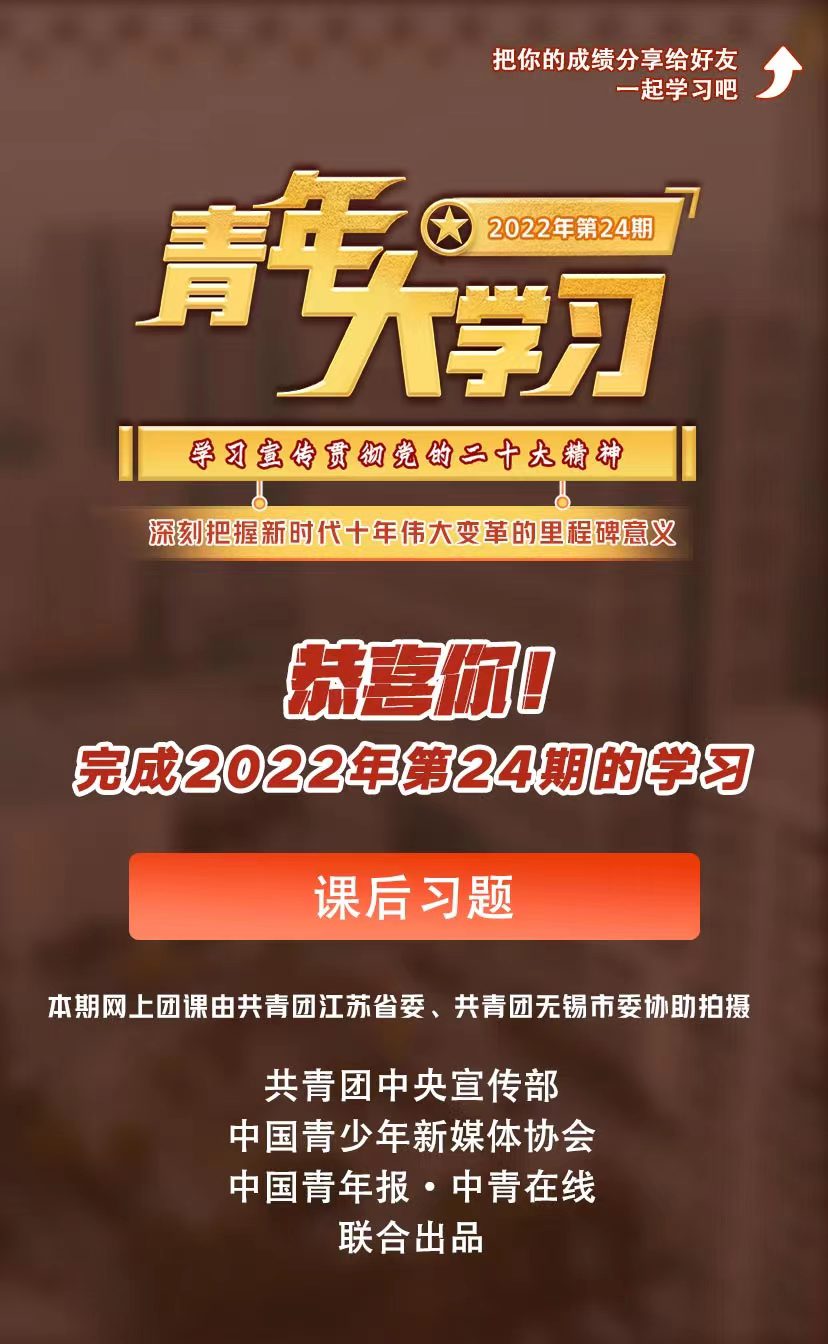 把你的成绩分享给好友
一起学习吧
青年大学习
2022年第24期
学习宣传贯彻党的二十大精神
深刻把握新时代十年伟大变革的里程碑意义
恭喜你!
完成2022年第24期的学习
课后习题
本期网上团课由共青团江苏省委、共青团无锡市委协助拍摄
共青团中央宣传部
中国青少年新媒体协会
中国青年报·中青在线
联合出品